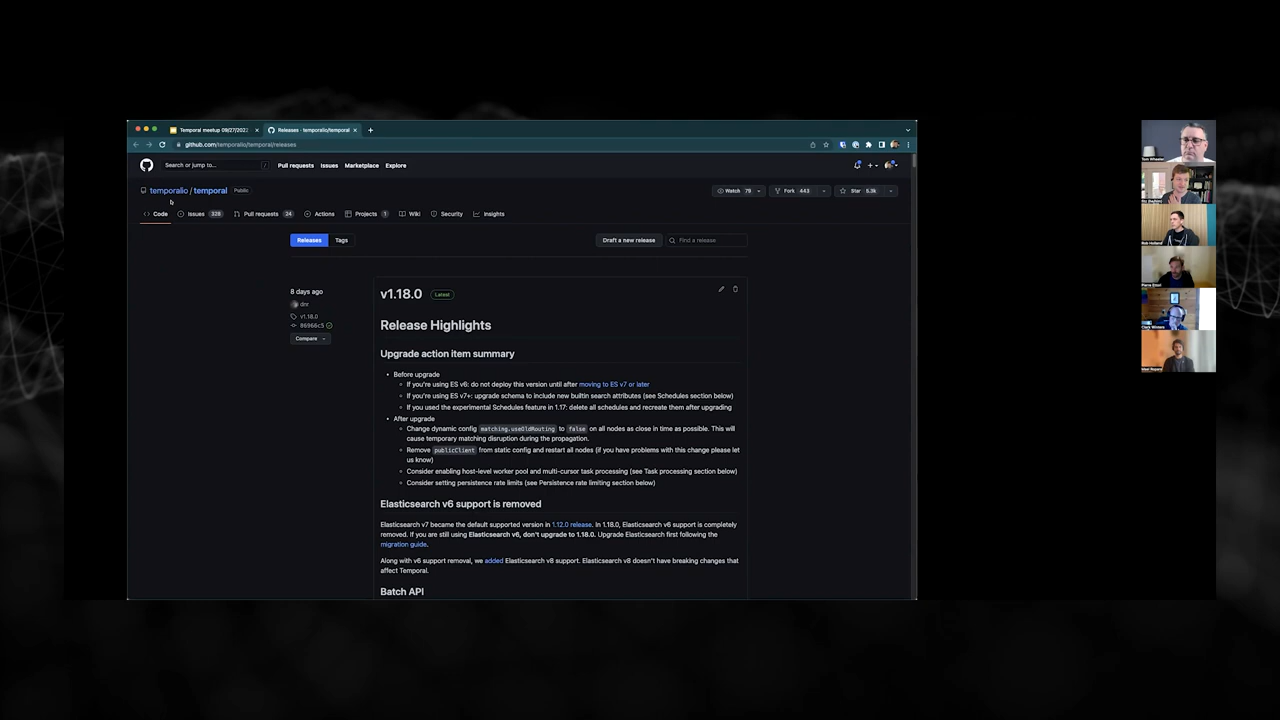 Temporal meetup 09/27/2022
Releases · temporalio/temporal
github.com/temporalio/temporal/releases
Search or jump to...
/
Pull requests
Issues
Marketplace
Explore
temporalio / temporal
Public
Watch 79
Fork 443
Star 5.3k
Code
Issues 328
Pull requests 24
Actions
Projects 1
Wiki
Security
Insights
Releases
Tags
Draft a new release
Find a release
8 days ago
dnr
v1.18.0
Compare
v1.18.0
Latest
Release Highlights
Upgrade action item summary
Before upgrade
If you're using ES v6: do not deploy this version until after moving to ES v7 or later
If you're using ES v7+: upgrade schema to include new builtin search attributes (see Schedules section below)
If you used the experimental Schedules feature in 1.17: delete all schedules and recreate them after upgrading
After upgrade
Change dynamic config matching.useOldRouting to false on all nodes as close in time as possible. This will
cause temporary matching disruption during the propagation.
Remove publicClient from static config and restart all nodes (if you have problems with this change please let
us know)
Consider enabling host-level worker pool and multi-cursor task processing (see Task processing section below)
Consider setting persistence rate limits (see Persistence rate limiting section below)
Elasticsearch v6 support is removed
Elasticsearch v7 became the default supported version in 1.12.0 release. In 1.18.0, Elasticsearch v6 support is completely
removed. If you are still using Elasticsearch v6, don't upgrade to 1.18.0. Upgrade Elasticsearch first following the
migration guide.
Along with v6 support removal, we added Elasticsearch v8 support. Elasticsearch v8 doesn't have breaking changes that
affect Temporal.
Batch API
Tom Wheeler
Rob Holland